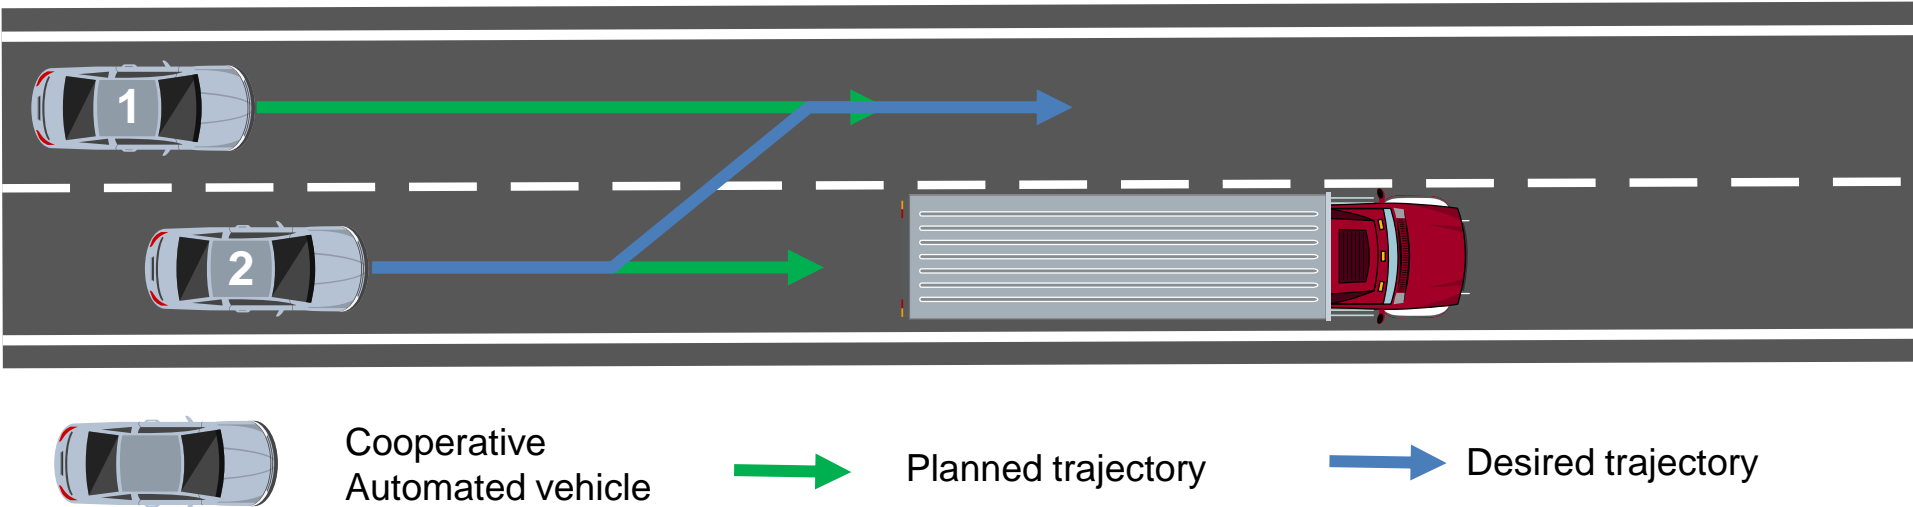 1
2
Cooperative
Automated vehicle
Planned trajectory
Desired trajectory